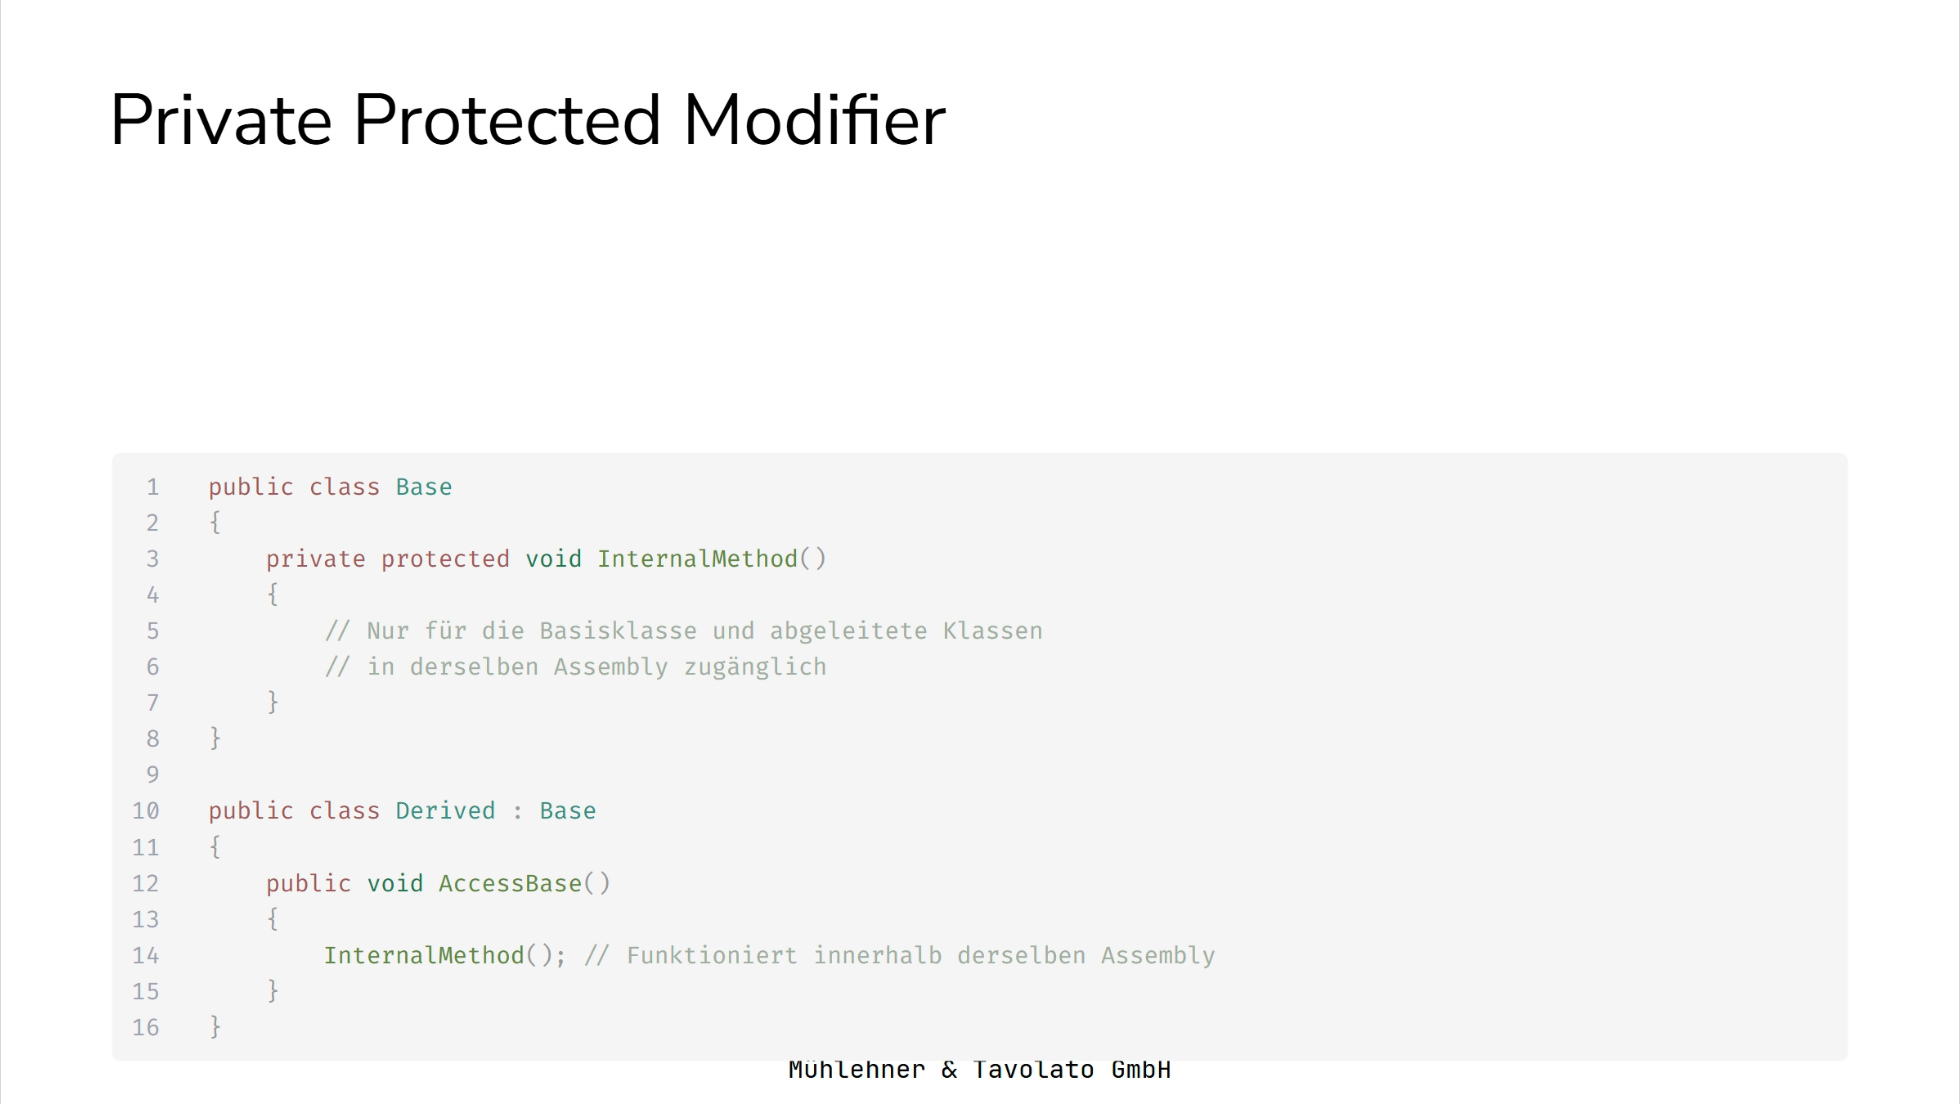 Private Protected Modifier
1 public class Base
2 {
3     private protected void InternalMethod()
4     {
5         // Nur für die Basisklasse und abgeleitete Klassen
6         // in derselben Assembly zugänglich
7     }
8 }
9
10 public class Derived : Base
11 {
12     public void AccessBase()
13     {
14         InternalMethod(); // Funktioniert innerhalb derselben Assembly
15     }
16 }
Mühlehner & Tavolato GmbH